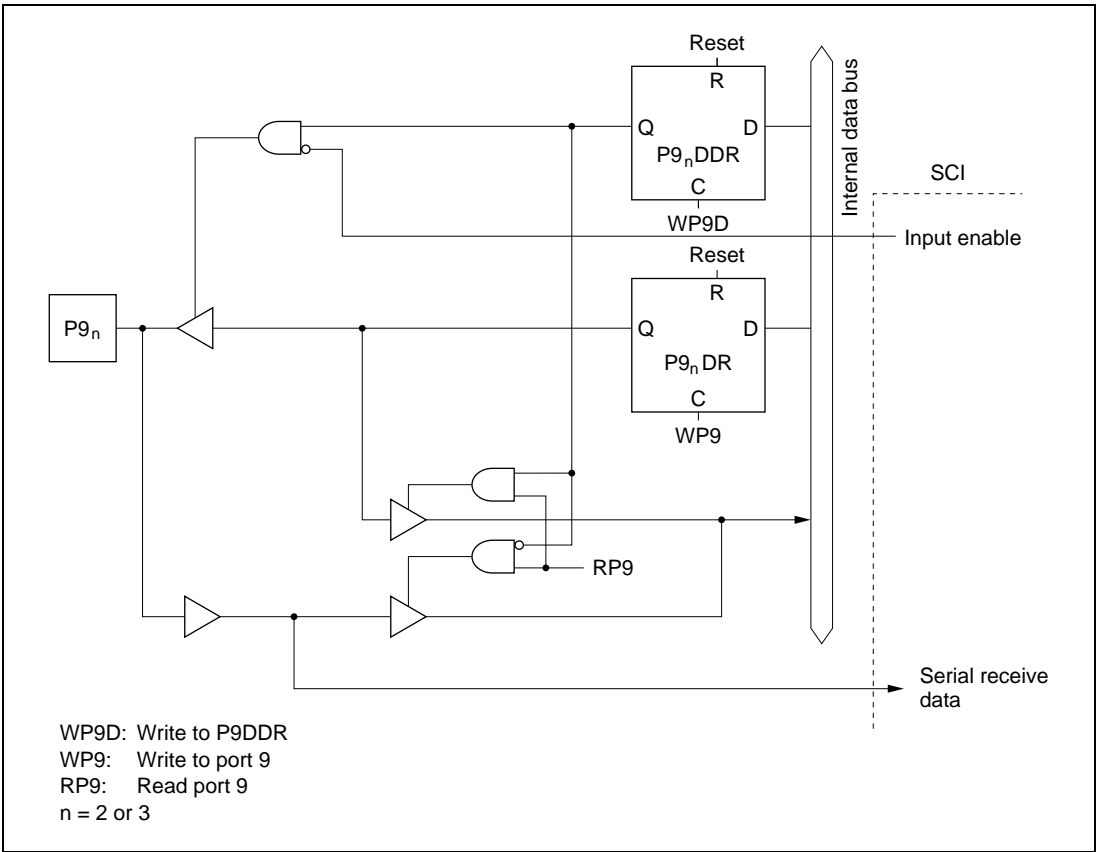 Reset
R
Q
D
P9nDDR
C
WP9D
Internal data bus
SCI
Input enable
Reset
R
P9n
Q
D
P9n DR
C
WP9
RP9
Serial receive
data
WP9D: Write to P9DDR
WP9: Write to port 9
RP9: Read port 9
n = 2 or 3